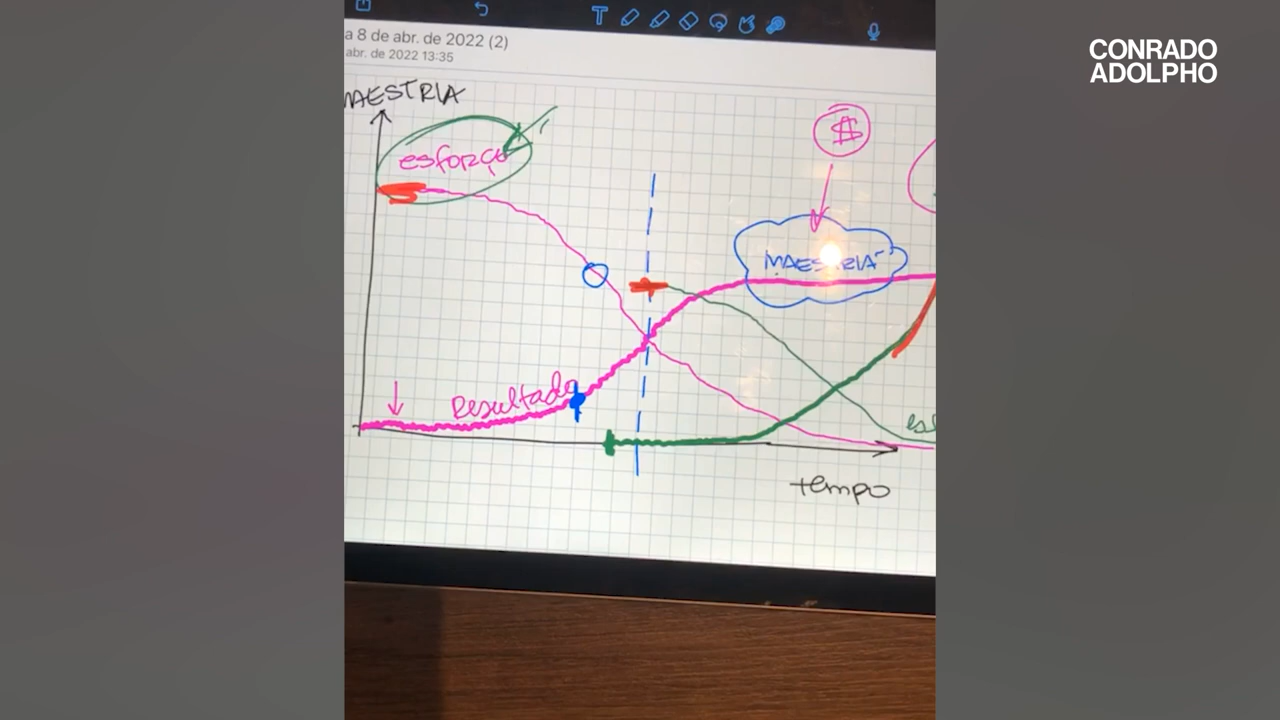 a 8 de abr. de 2022 (2)
abr. de 2022 13:35
CONRADO
ADOLPHO
MAESTRIA
esforço
$
MAESTRIA
Resultado
tempo